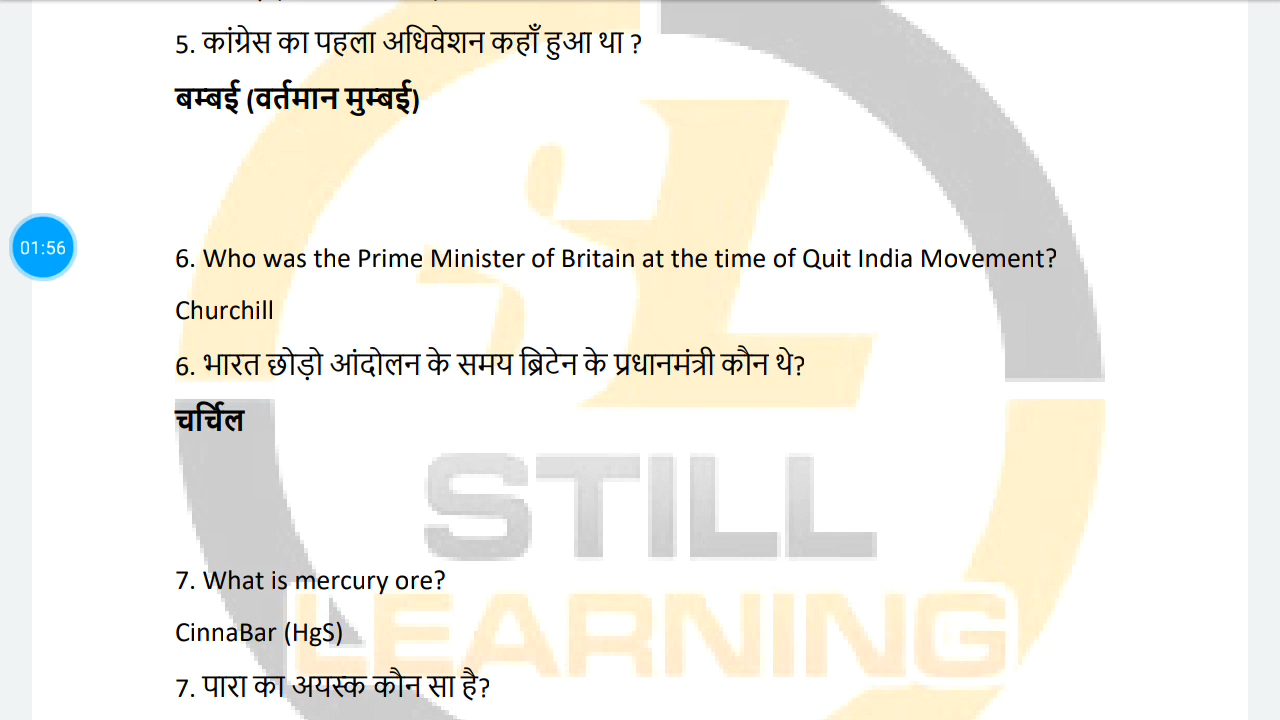 5. कांग्रेस का पहला अधिवेशन कहाँ हुआ था ?
बम्बई (वर्तमान मुम्बई)
01:56
6. Who was the Prime Minister of Britain at the time of Quit India Movement?
Churchill
6. भारत छोड़ो आंदोलन के समय ब्रिटेन के प्रधानमंत्री कौन थे?
चर्चिल
SL
STILL
LEARNING
7. What is mercury ore?
CinnaBar (HgS)
7. पारा का अयस्क कौन सा है?